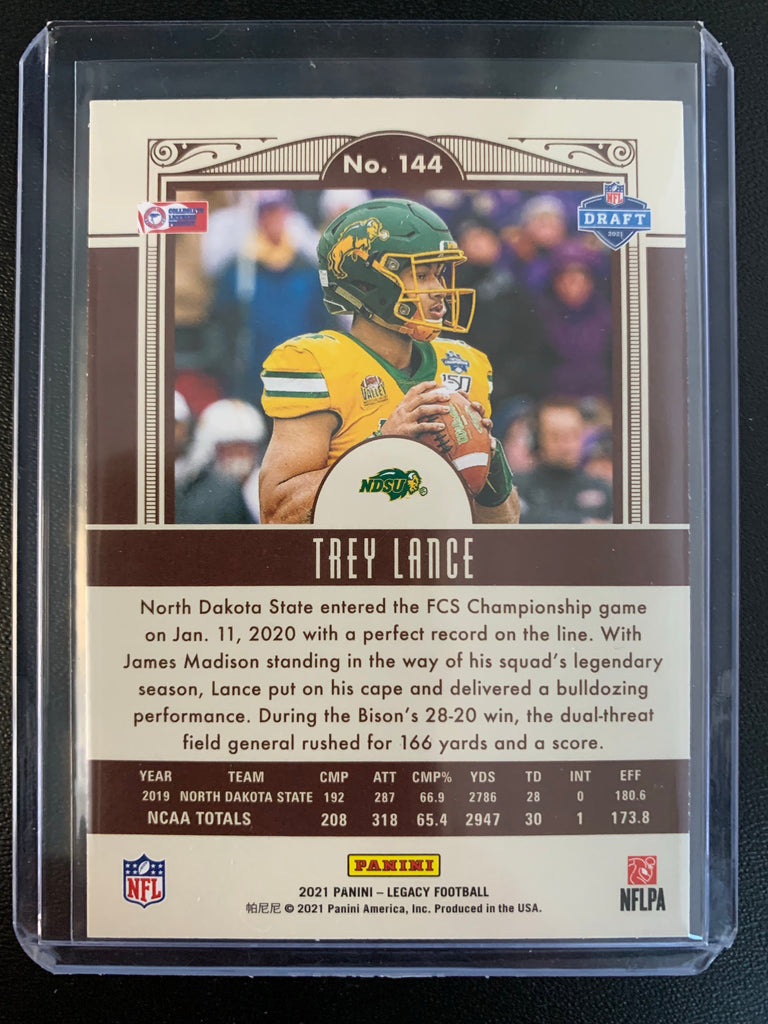 No. 144
COLLEGIATE
LICENSED
PRODUCT
NFL
DRAFT
2021
VALLEY
150
NDSU
TREY LANCE
North Dakota State entered the FCS Championship game
on Jan. 11, 2020 with a perfect record on the line. With
James Madison standing in the way of his squad's legendary
season, Lance put on his cape and delivered a bulldozing
performance. During the Bison's 28-20 win, the dual-threat
field general rushed for 166 yards and a score.
YEAR TEAM CMP ATT CMP% YDS TD INT EFF
2019 NORTH DAKOTA STATE 192 287 66.9 2786 28 0 180.6
NCAA TOTALS 208 318 65.4 2947 30 1 173.8
NFL
PANINI
2021 PANINI – LEGACY FOOTBALL
帕尼尼 © 2021 Panini America, Inc. Produced in the USA.
NFLPA